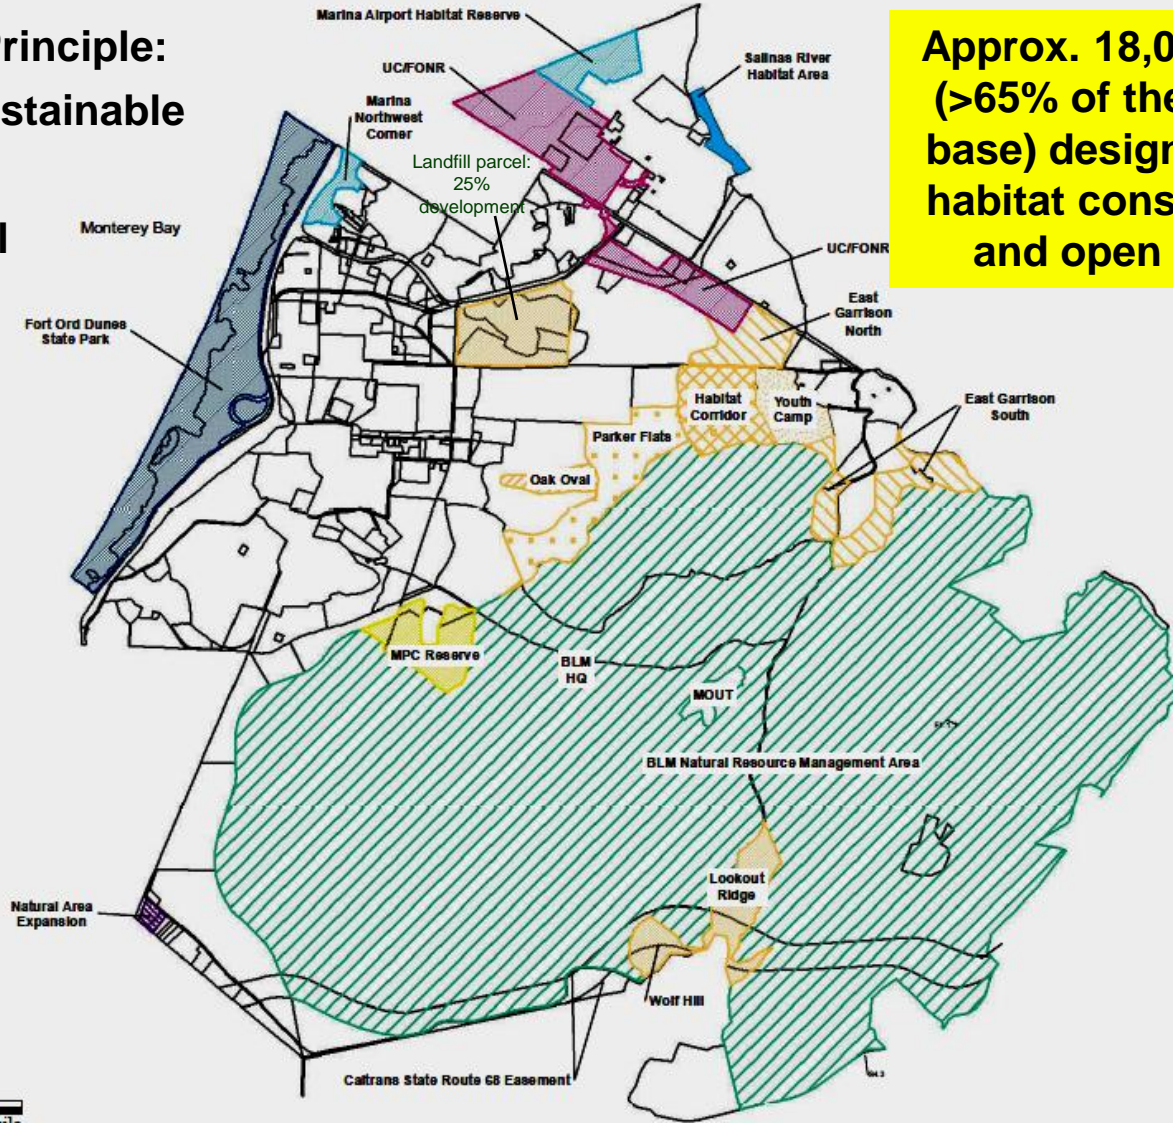 Principle:
stainable
Approx. 18,0
(>65% of the
base) design
habitat cons
and open
Marina Airport Habitat Reserve
UC/FONR
Salinas River
Habitat Area
Marina
Northwest
Corner
Landfill parcel:
25%
development
Monterey Bay
UC/FONR
East
Garrison
North
Fort Ord Dunes
State Park
Habitat
Corridor
Youth
Camp
East Garrison
South
Parker Flats
Oak Oval
MPC Reserve
BLM
HQ
MOUT
BLM Natural Resource Management Area
Lookout
Ridge
Natural Area
Expansion
Wolf Hill
Caltrans State Route 68 Easement